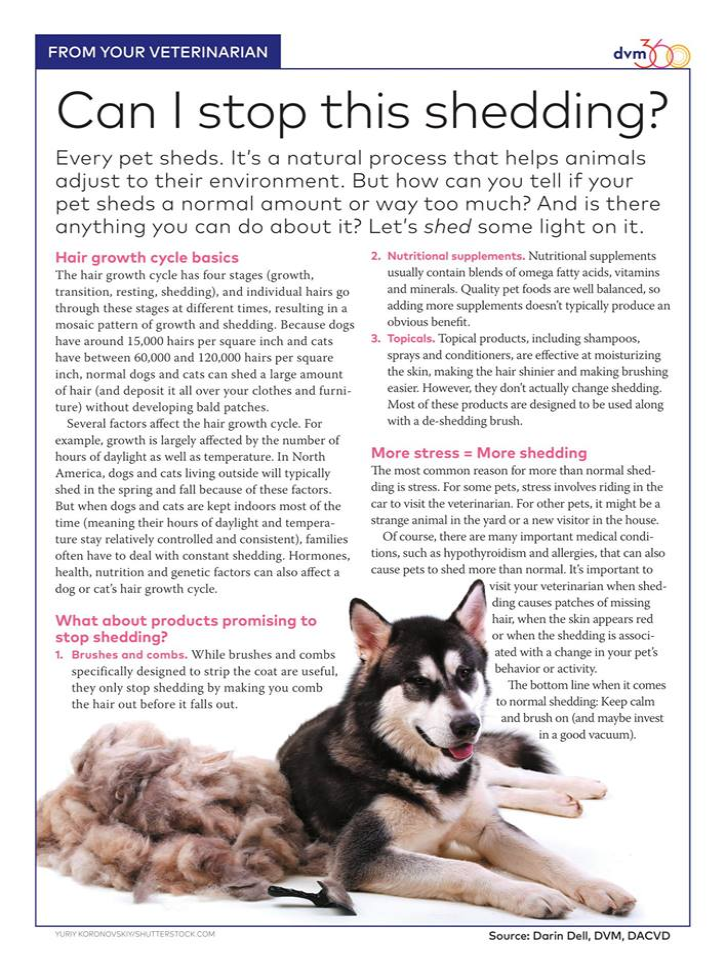 FROM YOUR VETERINARIAN
dvm360
Can I stop this shedding?
Every pet sheds. It’s a natural process that helps animals
adjust to their environment. But how can you tell if your
pet sheds a normal amount or way too much? And is there
anything you can do about it? Let’s shed some light on it.
Hair growth cycle basics
The hair growth cycle has four stages (growth,
transition, resting, shedding), and individual hairs go
through these stages at different times, resulting in a
mosaic pattern of growth and shedding. Because dogs
have around 15,000 hairs per square inch and cats
have between 60,000 and 120,000 hairs per square
inch, normal dogs and cats can shed a large amount
of hair (and deposit it all over your clothes and furni-
ture) without developing bald patches.
Several factors affect the hair growth cycle. For
example, growth is largely affected by the number of
hours of daylight as well as temperature. In North
America, dogs and cats living outside will typically
shed in the spring and fall because of these factors.
But when dogs and cats are kept indoors most of the
time (meaning their hours of daylight and tempera-
ture stay relatively controlled and consistent), families
often have to deal with constant shedding. Hormones,
health, nutrition and genetic factors can also affect a
dog or cat’s hair growth cycle.
What about products promising to
stop shedding?
1. Brushes and combs. While brushes and combs
specifically designed to strip the coat are useful,
they only stop shedding by making you comb
the hair out before it falls out.
2. Nutritional supplements. Nutritional supplements
usually contain blends of omega fatty acids, vitamins
and minerals. Quality pet foods are well balanced, so
adding more supplements doesn’t typically produce an
obvious benefit.
3. Topicals. Topical products, including shampoos,
sprays and conditioners, are effective at moisturizing
the skin, making the hair shinier and making brushing
easier. However, they don’t actually change shedding.
Most of these products are designed to be used along
with a de-shedding brush.
More stress = More shedding
The most common reason for more than normal shed-
ding is stress. For some pets, stress involves riding in the
car to visit the veterinarian. For other pets, it might be a
strange animal in the yard or a new visitor in the house.
Of course, there are many important medical condi-
tions, such as hypothyroidism and allergies, that can also
cause pets to shed more than normal. It’s important to
visit your veterinarian when shed-
ding causes patches of missing
hair, when the skin appears red
or when the shedding is associ-
ated with a change in your pet’s
behavior or activity.
The bottom line when it comes
to normal shedding: Keep calm
and brush on (and maybe invest
in a good vacuum).
YURIY KORONOVSKIY/SHUTTERSTOCK.COM
Source: Darin Dell, DVM, DACVD